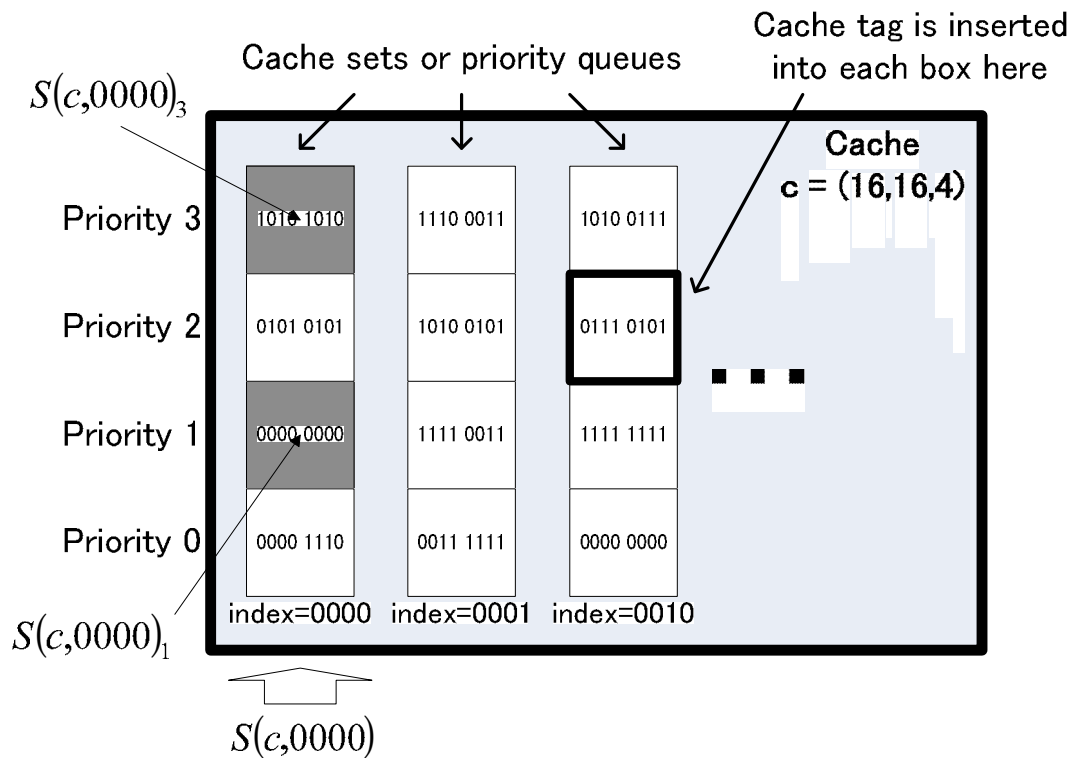 Cache tag is inserted
into each box here
Cache sets or priority queues
S(c,0000)₃
Cache
c = (16,16,4)
Priority 3
1010 1010
1110 0011
1010 0111
Priority 2
0101 0101
1010 0101
0111 0101
Priority 1
0000 0000
1111 0011
1111 1111
Priority 0
0000 1110
0011 1111
0000 0000
index=0000
index=0001
index=0010
S(c,0000)₁
S(c,0000)